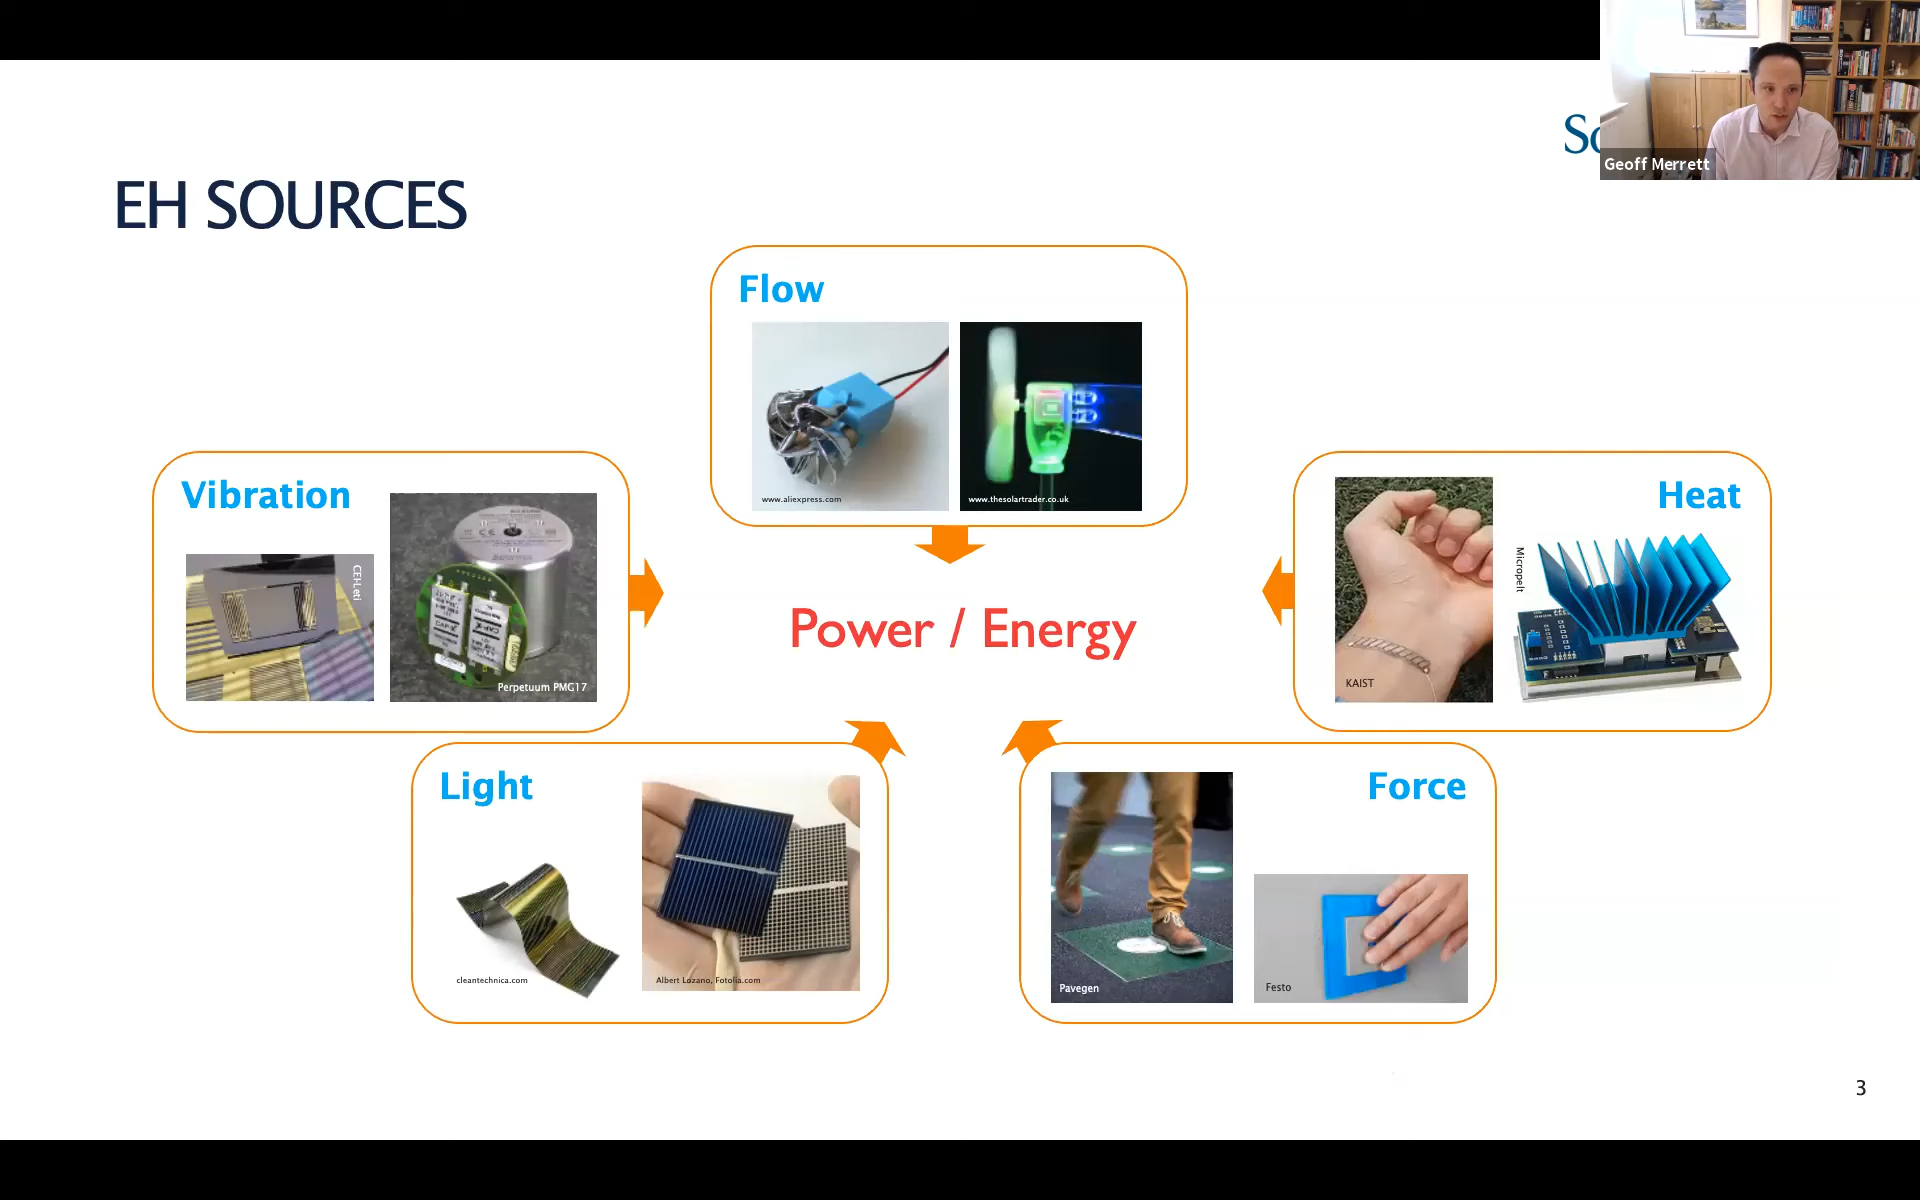 Geoff Merrett
EH SOURCES
Flow
www.aliexpress.com
www.thesolartrader.co.uk
Vibration
CEI-Leti
Perpetuum PMG17
Heat
KAIST
Micropelt
Power / Energy
Light
cleantechnica.com
Albert Lozano, Fotolia.com
Force
Pavegen
Festo
3